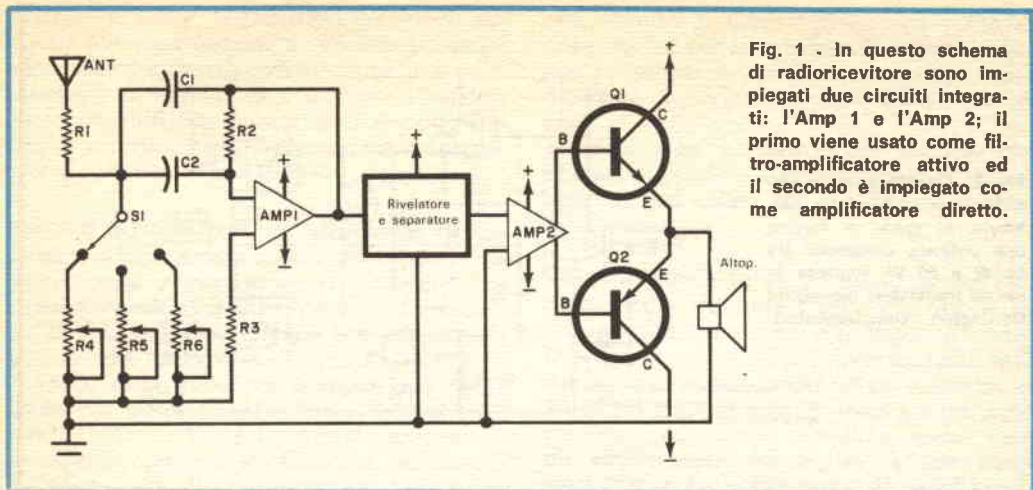 Fig. 1 - In questo schema
di radioricevitore sono im-
piegati due circuiti integra-
ti: l'Amp 1 e l'Amp 2; il
primo viene usato come fil-
tro-amplificatore attivo ed
il secondo è impiegato co-
me amplificatore diretto.
ANT
R1
C1
R2
C2
S1
+
AMP1
−
R3
R4
R5
R6
+
Rivelatore
e separatore
+
AMP2
−
Q1
B
C
E
+
Q2
B
E
C
−
Altop.